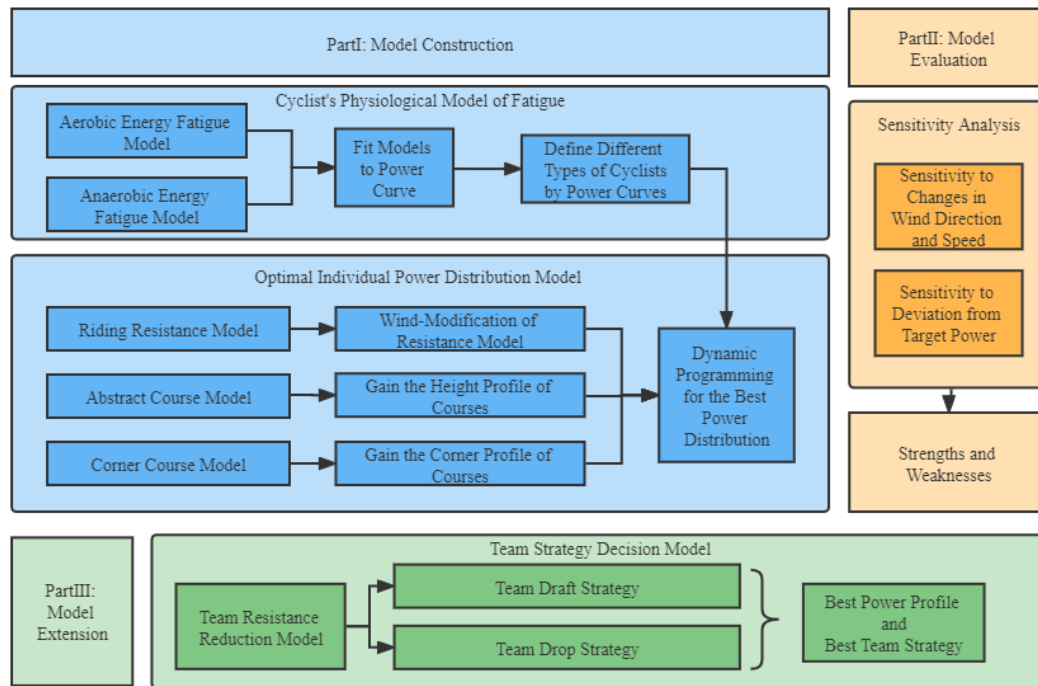 PartI: Model Construction
Cyclist's Physiological Model of Fatigue
Aerobic Energy Fatigue
Model
Anaerobic Energy
Fatigue Model
Fit Models
to Power
Curve
Define Different
Types of Cyclists
by Power Curves
Optimal Individual Power Distribution Model
Riding Resistance Model
Wind-Modification of
Resistance Model
Abstract Course Model
Gain the Height Profile of
Courses
Corner Course Model
Gain the Corner Profile of
Courses
Dynamic
Programming
for the Best
Power
Distribution
PartII: Model
Evaluation
Sensitivity Analysis
Sensitivity to
Changes in
Wind Direction
and Speed
Sensitivity to
Deviation from
Target Power
Strengths and
Weaknesses
PartIII:
Model
Extension
Team Strategy Decision Model
Team Resistance
Reduction Model
Team Draft Strategy
Team Drop Strategy
Best Power Profile
and
Best Team Strategy